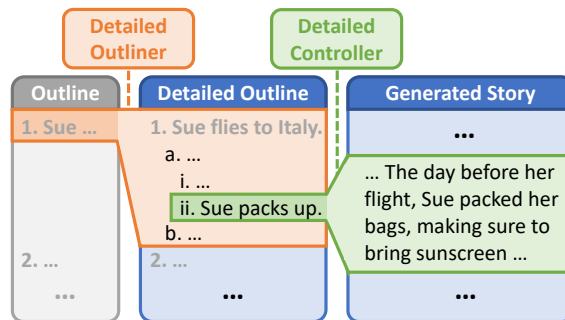 Detailed
Outliner
Detailed
Controller
Outline
1. Sue ...
2. ...
...
Detailed Outline
1. Sue flies to Italy.
a. ...
i. ...
ii. Sue packs up.
b. ...
2. ...
...
Generated Story
...
... The day before her
flight, Sue packed her
bags, making sure to
bring sunscreen ...
...